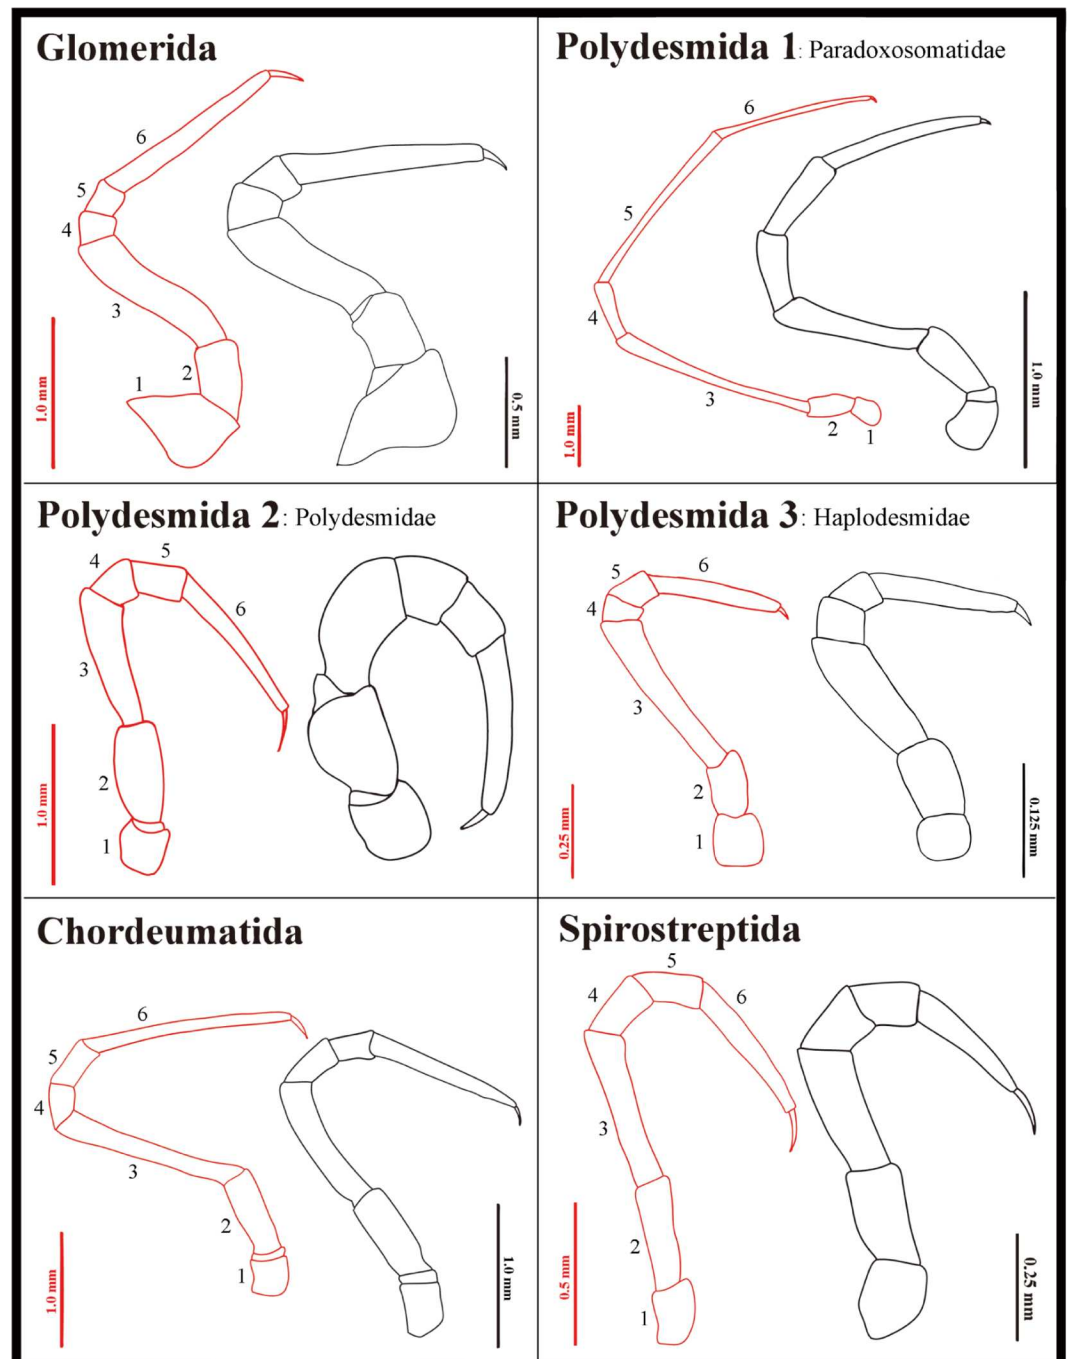 Glomerida
6
5
4
3
2
1
1.0 mm
0.5 mm
Polydesmida 1: Paradoxosomatidae
6
5
4
3
2
1
1.0 mm
1.0 mm
Polydesmida 2: Polydesmidae
5
4
6
3
2
1
1.0 mm
Polydesmida 3: Haplodesmidae
6
5
4
3
2
1
0.25 mm
0.125 mm
Chordeumatida
6
5
4
3
2
1
1.0 mm
1.0 mm
Spirostreptida
5
4
6
3
2
1
0.5 mm
0.25 mm